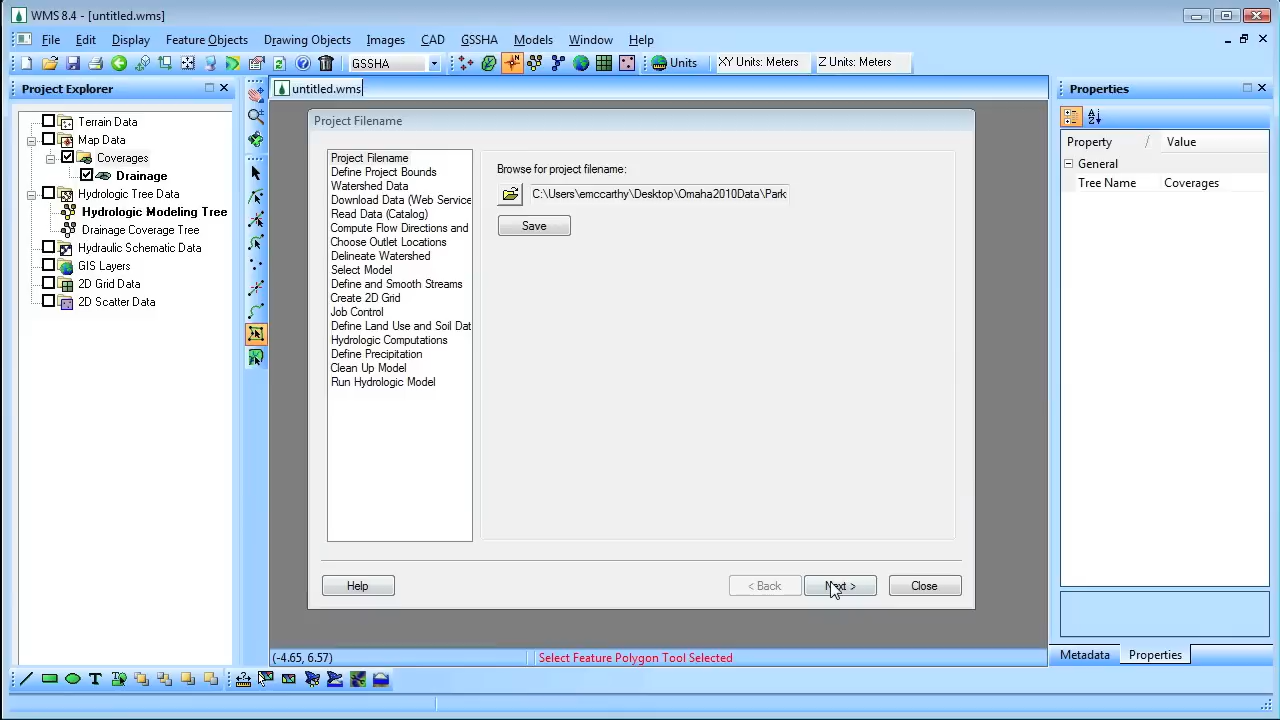 WMS 8.4 - [untitled.wms]
File Edit Display Feature Objects Drawing Objects Images CAD GSSHA Models Window Help
GSSHA Units XY Units: Meters Z Units: Meters
Project Explorer
Terrain Data
Map Data
Coverages
Drainage
Hydrologic Tree Data
Hydrologic Modeling Tree
Drainage Coverage Tree
Hydraulic Schematic Data
GIS Layers
2D Grid Data
2D Scatter Data
untitled.wms
Project Filename
Project Filename
Define Project Bounds
Watershed Data
Download Data (Web Service
Read Data (Catalog)
Compute Flow Directions and
Choose Outlet Locations
Delineate Watershed
Select Model
Define and Smooth Streams
Create 2D Grid
Job Control
Define Land Use and Soil Dat
Hydrologic Computations
Define Precipitation
Clean Up Model
Run Hydrologic Model
Browse for project filename:
C:\Users\emccarthy\Desktop\Omaha2010Data\Park
Save
Help
< Back
Next >
Close
Properties
Property / Value
General
Tree Name Coverages
Metadata Properties
(-4.65, 6.57)
Select Feature Polygon Tool Selected